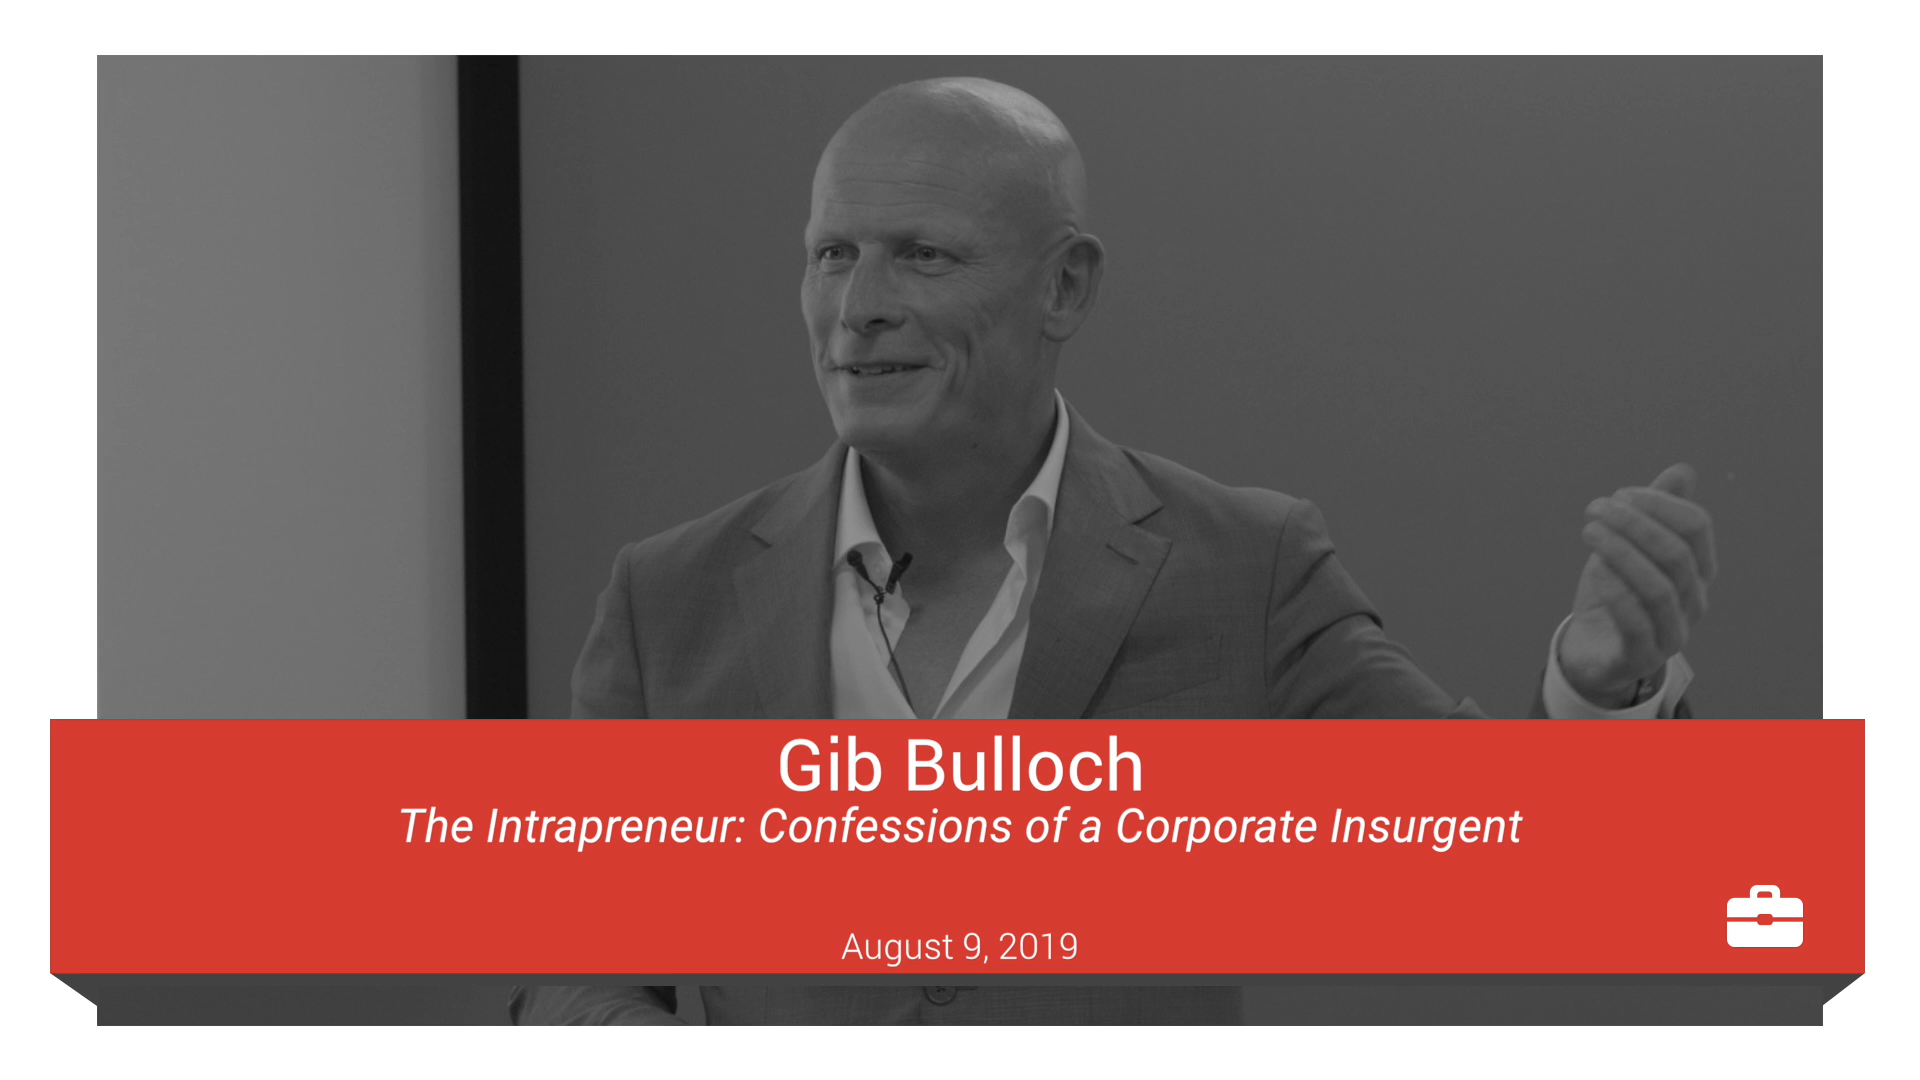 Gib Bulloch
The Intrapreneur: Confessions of a Corporate Insurgent
August 9, 2019